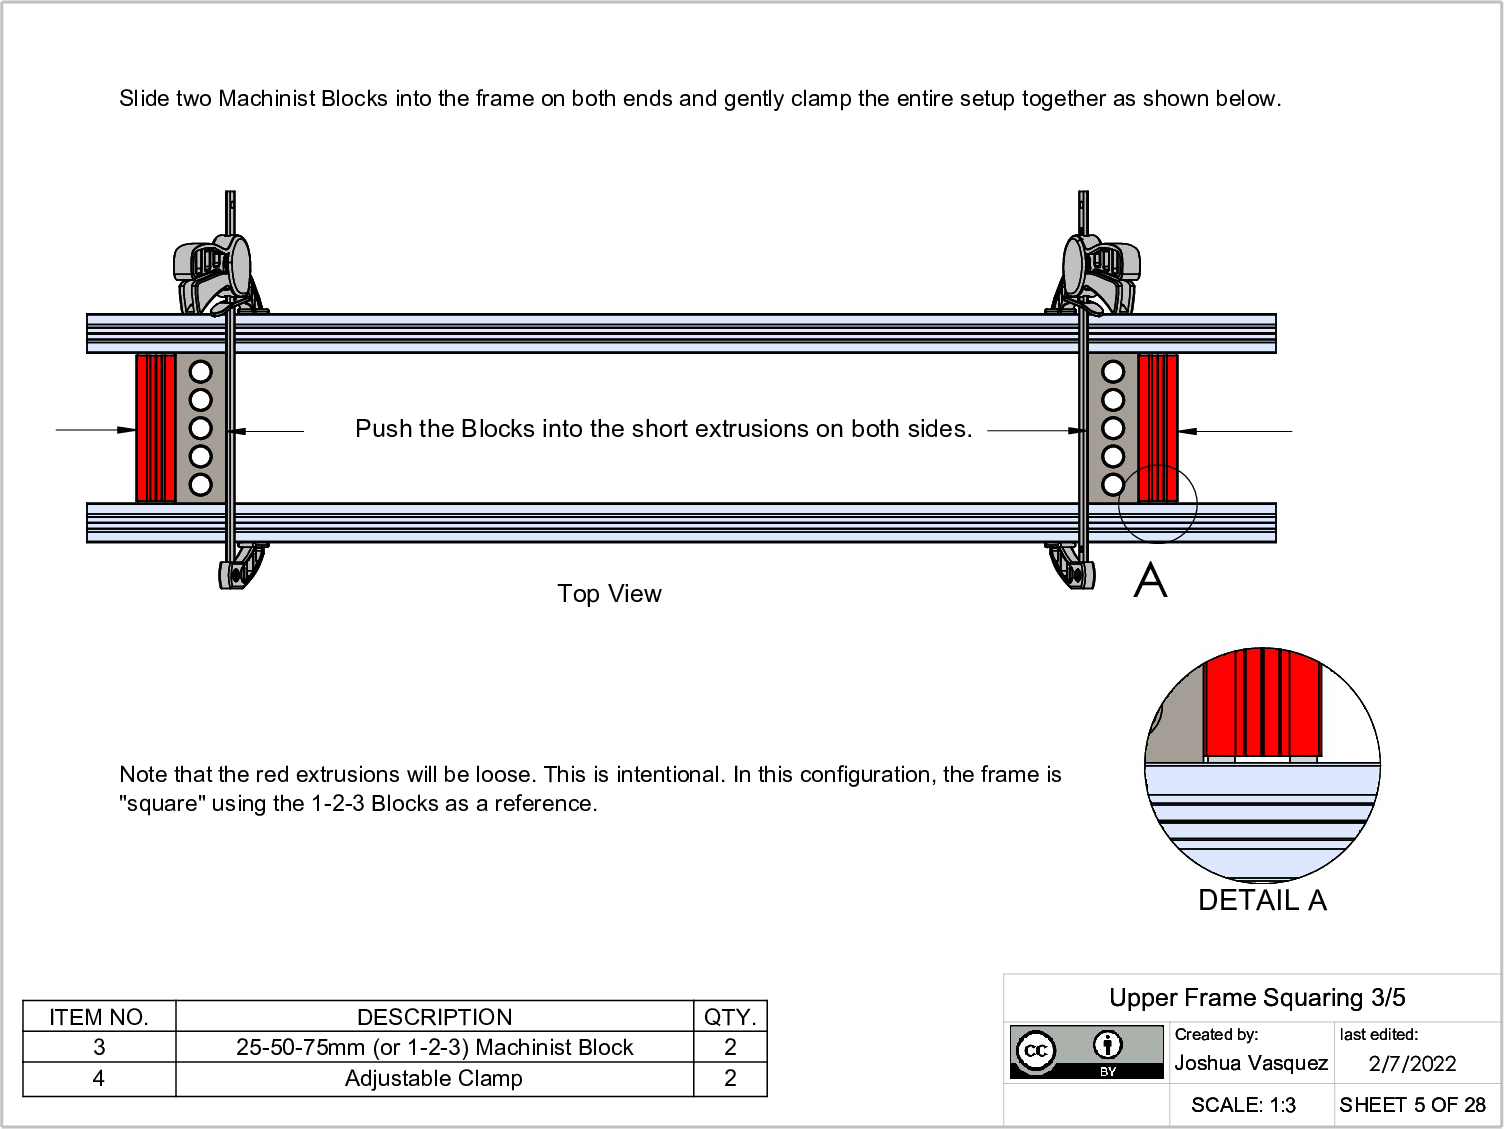 Slide two Machinist Blocks into the frame on both ends and gently clamp the entire setup together as shown below.
Push the Blocks into the short extrusions on both sides.
A
Top View
Note that the red extrusions will be loose. This is intentional. In this configuration, the frame is
"square" using the 1-2-3 Blocks as a reference.
DETAIL A
ITEM NO. DESCRIPTION QTY.
3 25-50-75mm (or 1-2-3) Machinist Block 2
4 Adjustable Clamp 2
Upper Frame Squaring 3/5
cc BY
Created by: last edited:
Joshua Vasquez 2/7/2022
SCALE: 1:3 SHEET 5 OF 28